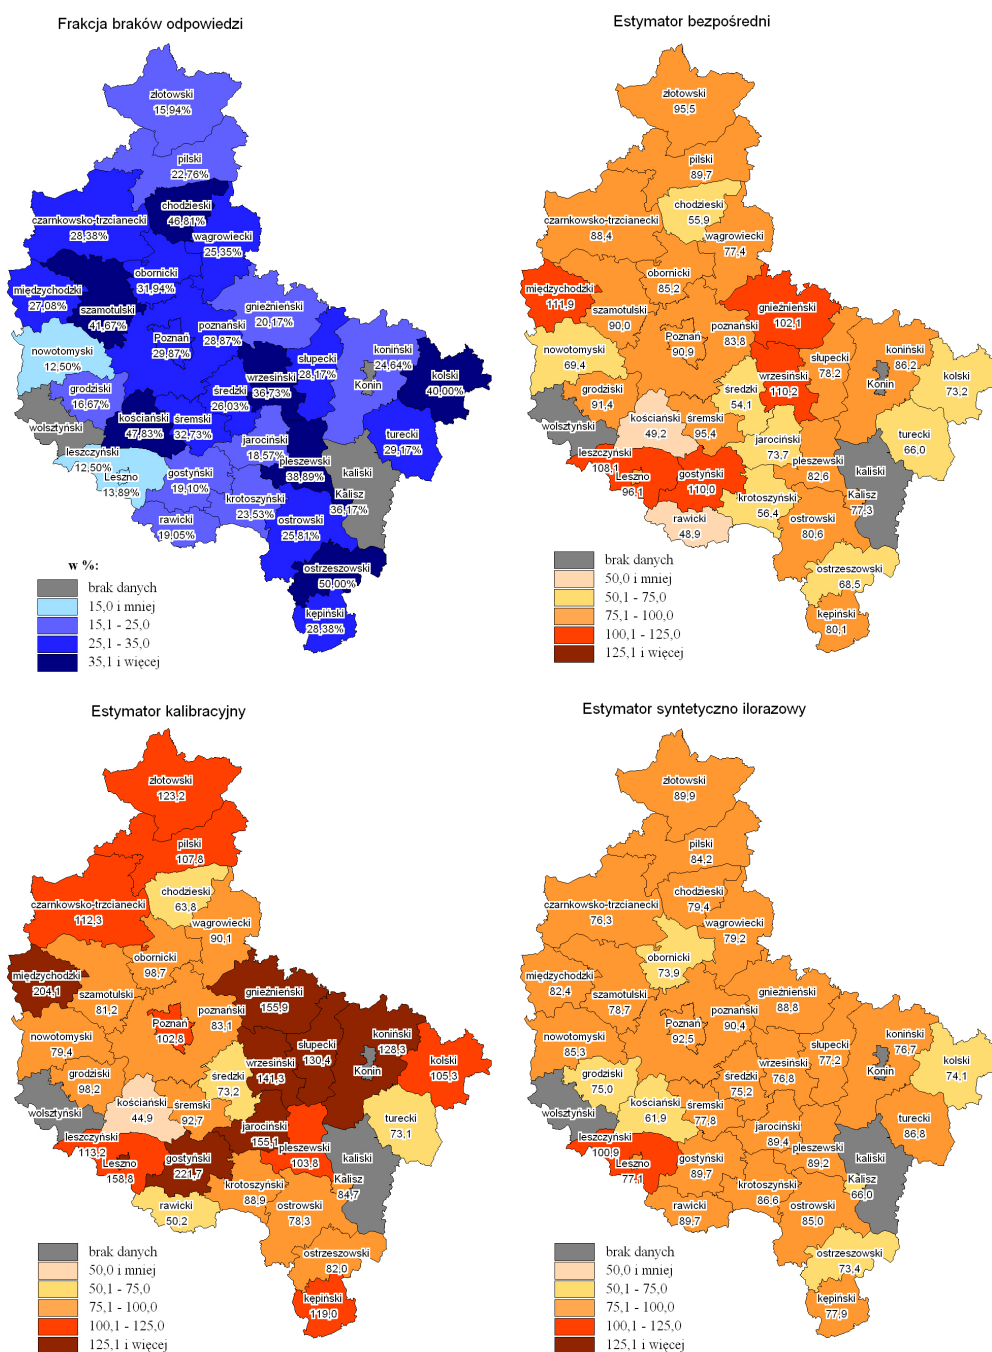 Frakcja braków odpowiedzi
złotowski
15,94%
pilski
22,76%
chodzieski
46,81%
czarnkowsko-trzcianecki
28,38%
wągrowiecki
25,35%
obornicki
31,94%
międzychodzki
27,08%
szamotulski
41,67%
gnieźnieński
20,17%
poznański
28,87%
Poznań
29,87%
nowotomyski
12,50%
słupecki
28,17%
koniński
24,64%
Konin
kolski
40,00%
wrzesiński
36,73%
grodziski
16,67%
średzki
26,03%
kościański
47,83%
śremski
32,73%
wolsztyński
turecki
29,17%
jarociński
18,57%
leszczyński
12,50%
Leszno
13,89%
gostyński
19,10%
pleszewski
38,89%
kaliski
Kalisz
36,17%
krotoszyński
23,53%
rawicki
19,05%
ostrowski
25,81%
ostrzeszowski
50,00%
kępiński
28,38%
w %:
brak danych
15,0 i mniej
15,1 - 25,0
25,1 - 35,0
35,1 i więcej
Estymator bezpośredni
złotowski
95,5
pilski
89,7
chodzieski
55,9
czarnkowsko-trzcianecki
88,4
wągrowiecki
77,4
obornicki
85,2
międzychodzki
111,9
szamotulski
90,0
gnieźnieński
102,1
poznański
83,8
Poznań
90,9
nowotomyski
69,4
słupecki
78,2
koniński
86,2
Konin
kolski
73,2
wrzesiński
110,2
grodziski
91,4
średzki
54,1
kościański
49,2
śremski
95,4
wolsztyński
turecki
66,0
jarociński
73,7
leszczyński
108,1
Leszno
96,1
gostyński
110,0
pleszewski
82,6
kaliski
Kalisz
77,3
krotoszyński
56,4
rawicki
48,9
ostrowski
80,6
ostrzeszowski
68,5
kępiński
80,1
brak danych
50,0 i mniej
50,1 - 75,0
75,1 - 100,0
100,1 - 125,0
125,1 i więcej
Estymator kalibracyjny
złotowski
123,2
pilski
107,8
chodzieski
63,8
czarnkowsko-trzcianecki
112,3
wągrowiecki
90,1
obornicki
98,7
międzychodzki
204,1
szamotulski
81,2
gnieźnieński
155,9
poznański
83,1
Poznań
102,8
nowotomyski
79,4
słupecki
130,4
koniński
128,3
Konin
kolski
105,3
wrzesiński
141,3
grodziski
98,2
średzki
73,2
kościański
44,9
śremski
92,7
wolsztyński
turecki
73,1
jarociński
155,1
leszczyński
113,2
Leszno
158,8
gostyński
221,7
pleszewski
103,8
kaliski
Kalisz
84,7
krotoszyński
88,9
rawicki
50,2
ostrowski
78,3
ostrzeszowski
82,0
kępiński
119,0
brak danych
50,0 i mniej
50,1 - 75,0
75,1 - 100,0
100,1 - 125,0
125,1 i więcej
Estymator syntetyczno ilorazowy
złotowski
89,9
pilski
84,2
chodzieski
79,4
czarnkowsko-trzcianecki
76,3
wągrowiecki
79,2
obornicki
73,9
międzychodzki
82,4
szamotulski
78,7
gnieźnieński
88,8
poznański
90,4
Poznań
92,5
nowotomyski
85,3
słupecki
77,2
koniński
76,7
Konin
kolski
74,1
wrzesiński
76,8
grodziski
75,0
średzki
75,2
kościański
61,9
śremski
77,8
wolsztyński
turecki
86,8
jarociński
89,4
leszczyński
100,9
Leszno
77,1
gostyński
89,7
pleszewski
89,2
kaliski
Kalisz
66,0
krotoszyński
86,6
rawicki
89,7
ostrowski
85,0
ostrzeszowski
73,4
kępiński
77,9
brak danych
50,0 i mniej
50,1 - 75,0
75,1 - 100,0
100,1 - 125,0
125,1 i więcej